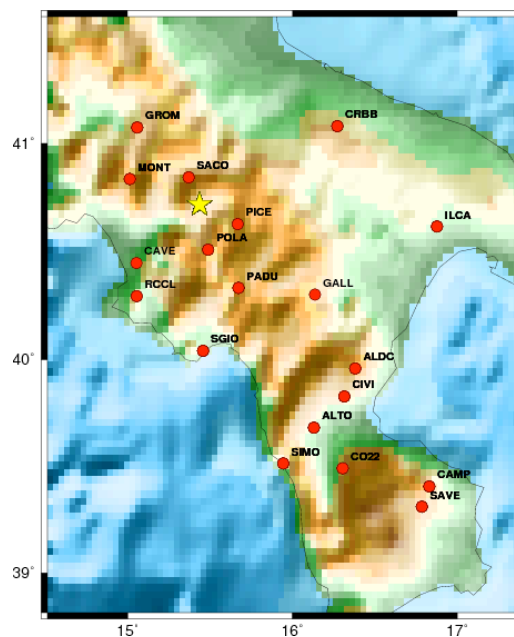 GROM
CRBB
41°
MONT
SACO
PICE
ILCA
POLA
CAVE
RCCL
PADU
GALL
SGIO
40°
ALDC
CIVI
ALTO
SIMO
CO22
CAMP
SAVE
39°
15°
16°
17°